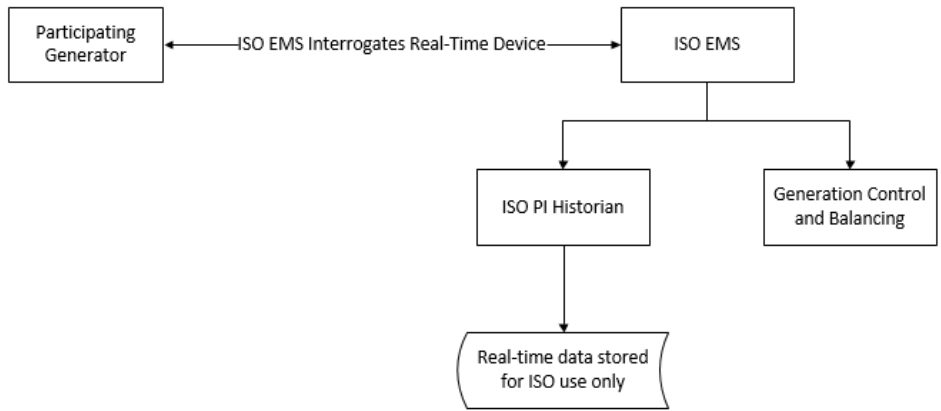 Participating
Generator
ISO EMS Interrogates Real-Time Device
ISO EMS
ISO PI Historian
Generation Control
and Balancing
Real-time data stored
for ISO use only